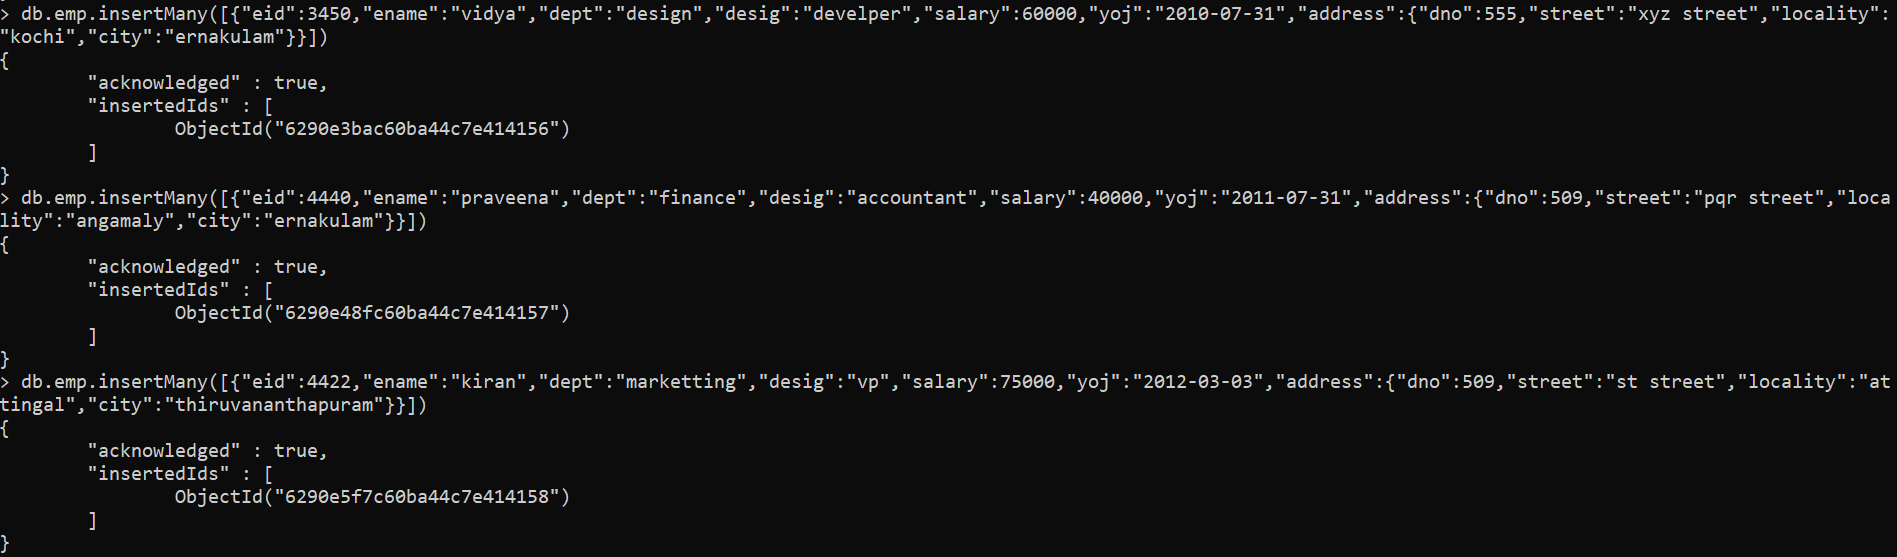 > db.emp.insertMany([{"eid":3450,"ename":"vidya","dept":"design","desig":"develper","salary":60000,"yoj":"2010-07-31","address":{"dno":555,"street":"xyz street","locality":
"kochi","city":"ernakulam"}}])
{
        "acknowledged" : true,
        "insertedIds" : [
                ObjectId("6290e3bac60ba44c7e414156")
        ]
}
> db.emp.insertMany([{"eid":4440,"ename":"praveena","dept":"finance","desig":"accountant","salary":40000,"yoj":"2011-07-31","address":{"dno":509,"street":"pqr street","loca
lity":"angamaly","city":"ernakulam"}}])
{
        "acknowledged" : true,
        "insertedIds" : [
                ObjectId("6290e48fc60ba44c7e414157")
        ]
}
> db.emp.insertMany([{"eid":4422,"ename":"kiran","dept":"marketting","desig":"vp","salary":75000,"yoj":"2012-03-03","address":{"dno":509,"street":"st street","locality":"at
tingal","city":"thiruvananthapuram"}}])
{
        "acknowledged" : true,
        "insertedIds" : [
                ObjectId("6290e5f7c60ba44c7e414158")
        ]
}